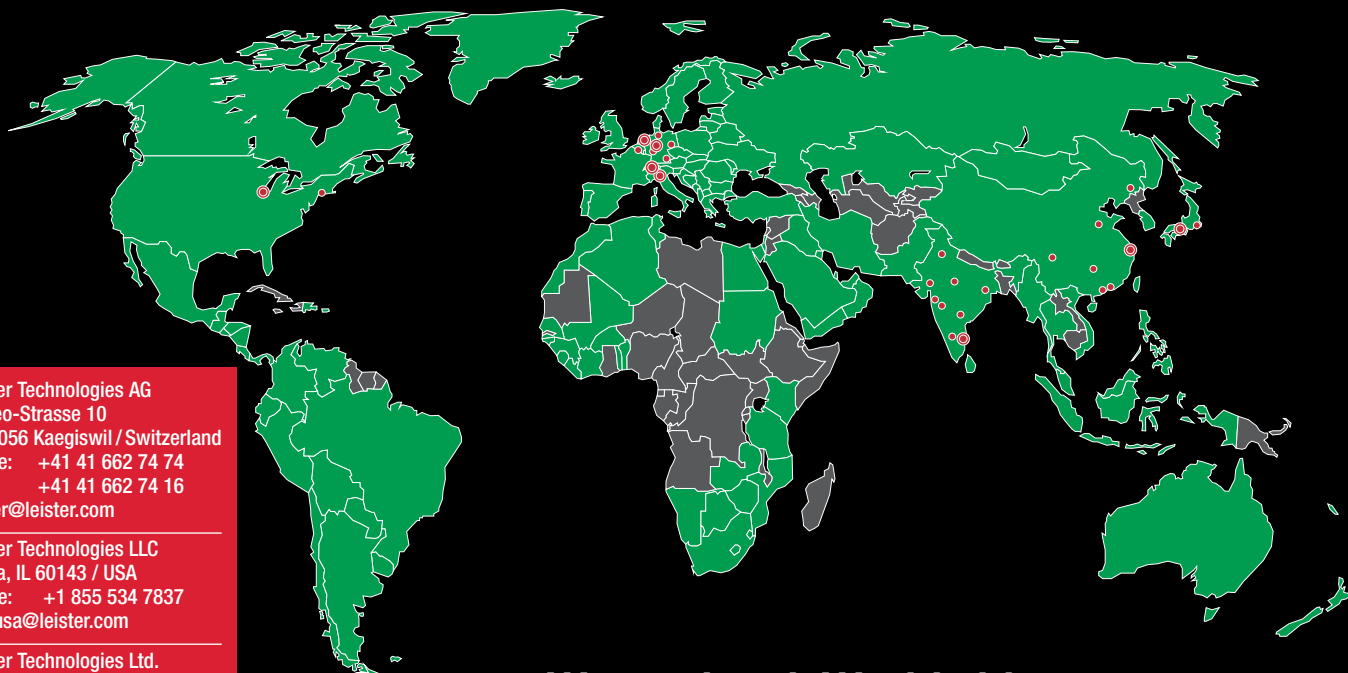 er Technologies AG
eo-Strasse 10
056 Kaegiswil / Switzerland
e: +41 41 662 74 74
+41 41 662 74 16
er@leister.com
er Technologies LLC
a, IL 60143 / USA
e: +1 855 534 7837
usa@leister.com
er Technologies Ltd.